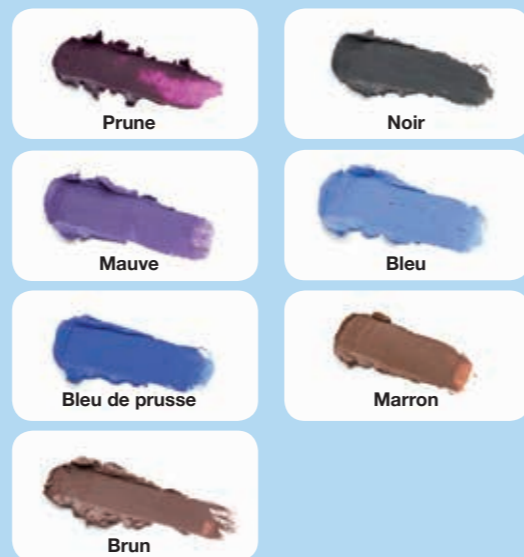 Prune
Noir
Mauve
Bleu
Bleu de prusse
Marron
Brun